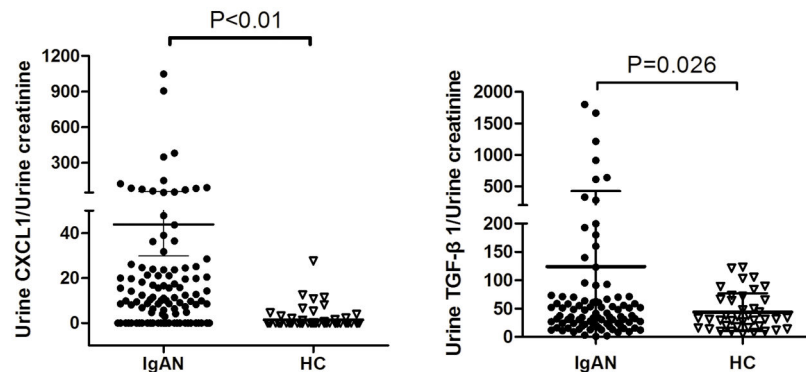 P<0.01
Urine CXCL1/Urine creatinine
1200
900
600
300
40
20
0
IgAN
HC
P=0.026
Urine TGF-β 1/Urine creatinine
2000
1500
1000
500
200
150
100
50
0
IgAN
HC